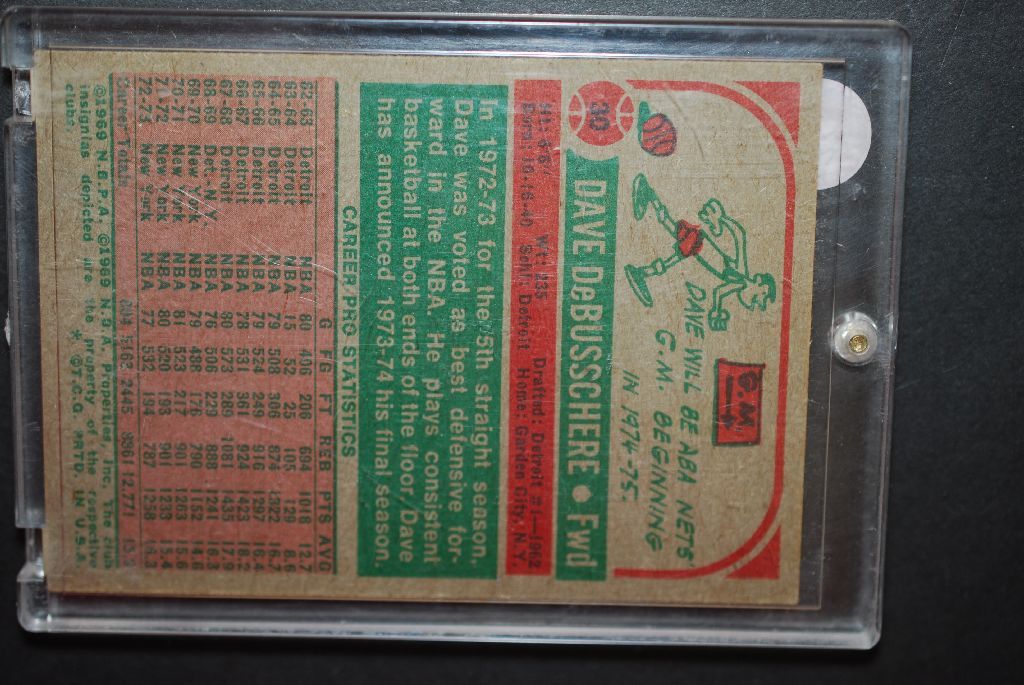 30
DAVE DeBUSSCHERE • Fwd
DAVE WILL BE ABA NETS'
G.M. BEGINNING
IN 1974-75.
G.M.
Ht: 6'6" Wt: 235 Drafted: Detroit #1—1962
Born: 10-16-40 Schl: Detroit Home: Garden City, N.Y.
In 1972-73 for the 5th straight season,
Dave was voted as best defensive for-
ward in the NBA. He plays consistent
basketball at both ends of the floor. Dave
has announced 1973-74 his final season.
CAREER PRO STATISTICS
G FG FT REB PTS AVG
62-63 Detroit NBA 80 406 206 694 1018 12.7
63-64 Detroit NBA 15 52 25 105 129 8.6
64-65 Detroit NBA 79 508 306 874 1322 16.7
65-66 Detroit NBA 79 524 249 916 1297 16.4
66-67 Detroit NBA 78 531 361 924 1423 18.2
67-68 Detroit NBA 80 573 289 1081 1435 17.9
68-69 Det. N.Y. NBA 76 506 229 888 1241 16.3
69-70 New York NBA 79 488 176 790 1152 14.6
70-71 New York NBA 81 523 217 901 1263 15.6
71-72 New York NBA 80 520 193 901 1233 15.4
72-73 New York NBA 77 532 194 787 1258 16.3
Career Totals 5163 2445 8961 12,771
©1969 N.B.P.A. ©1969 N.B.A. Properties, Inc. The club
insignias depicted are the property of the respective
clubs. * ©T.C.G. PRTD. IN U.S.A.